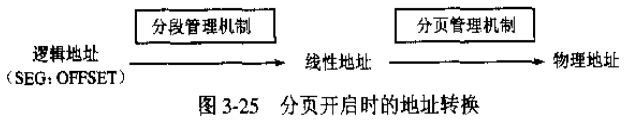 分段管理机制
分页管理机制
逻辑地址
线性地址
物理地址
(SEG: OFFSET)
图 3-25 分页开启时的地址转换